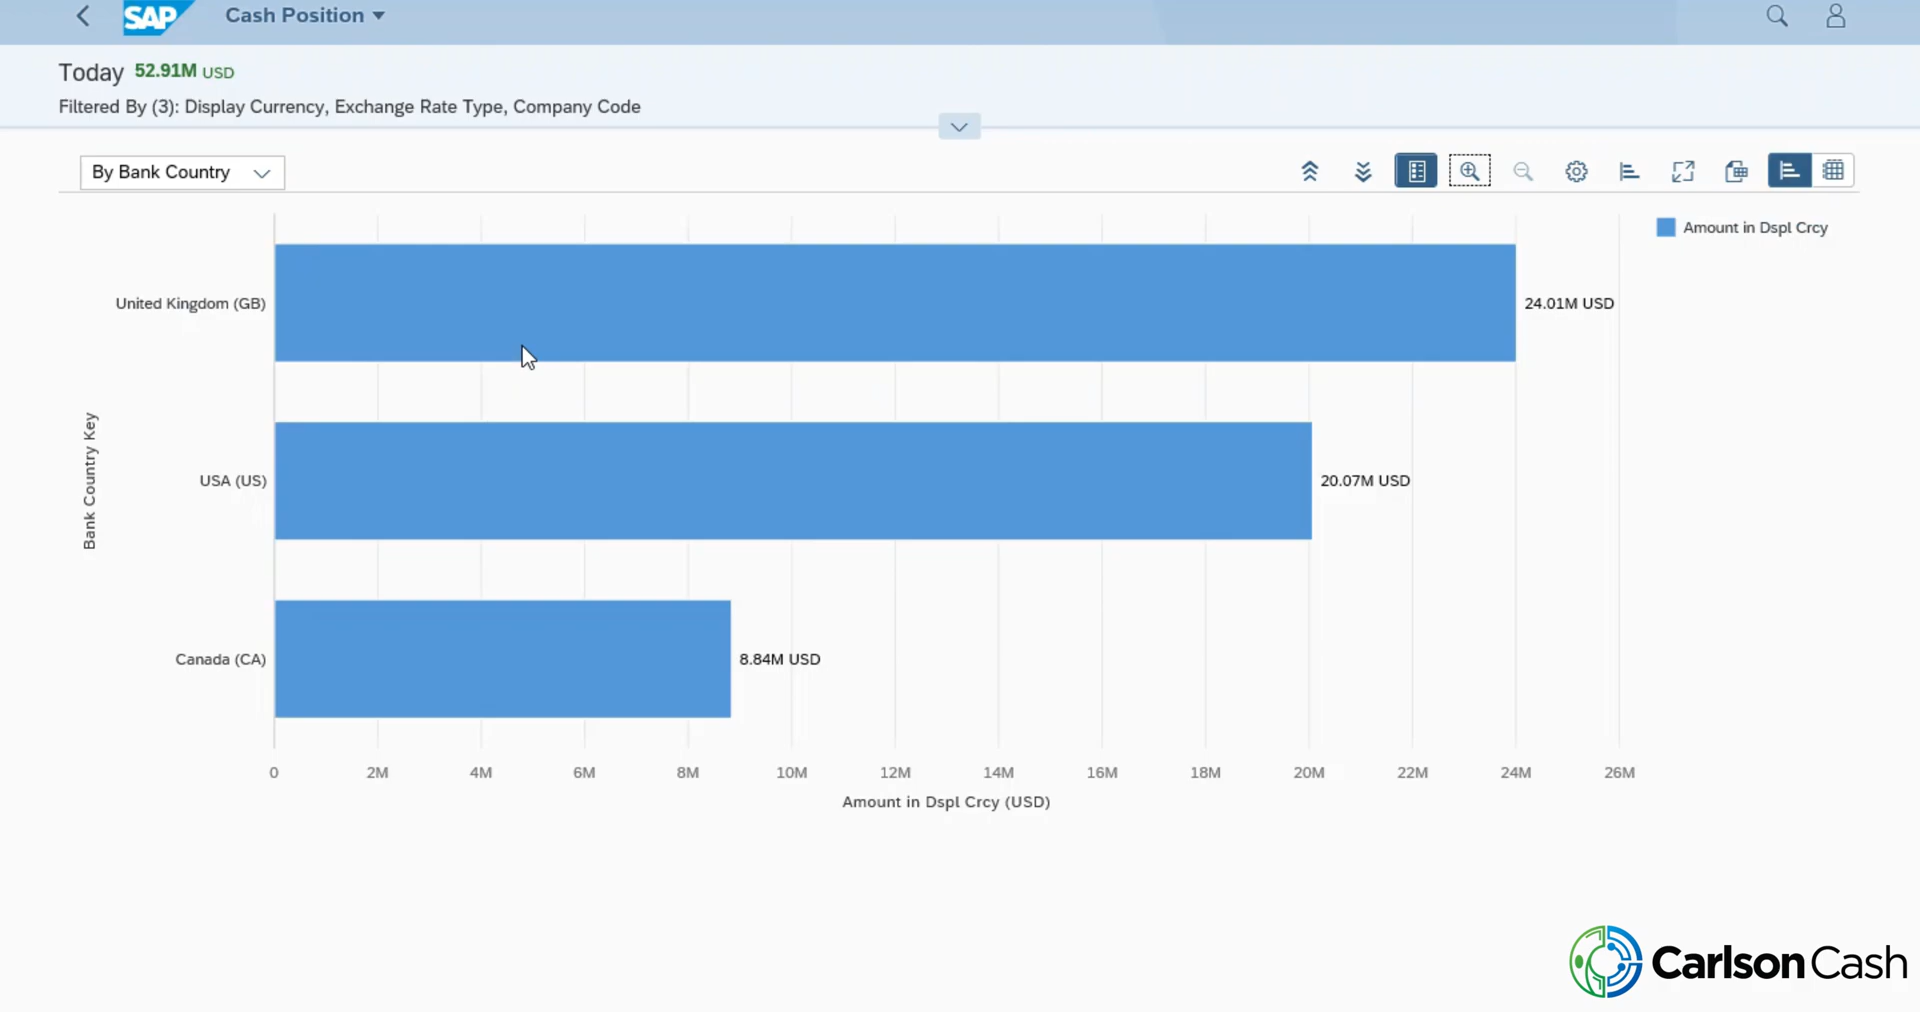 SAP Cash Position
Today 52.91M USD
Filtered By (3): Display Currency, Exchange Rate Type, Company Code
By Bank Country
Amount in Dspl Crcy
United Kingdom (GB)
24.01M USD
Bank Country Key
USA (US)
20.07M USD
Canada (CA)
8.84M USD
0 2M 4M 6M 8M 10M 12M 14M 16M 18M 20M 22M 24M 26M
Amount in Dspl Crcy (USD)
Carlson Cash